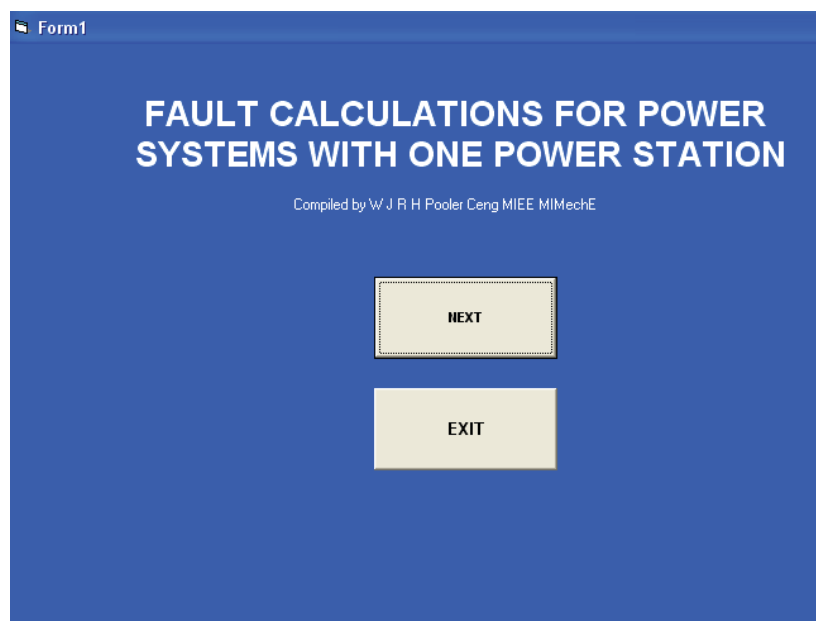 Form1
FAULT CALCULATIONS FOR POWER
SYSTEMS WITH ONE POWER STATION
Compiled by W J R H Pooler Ceng MIEE MIMechE
NEXT
EXIT